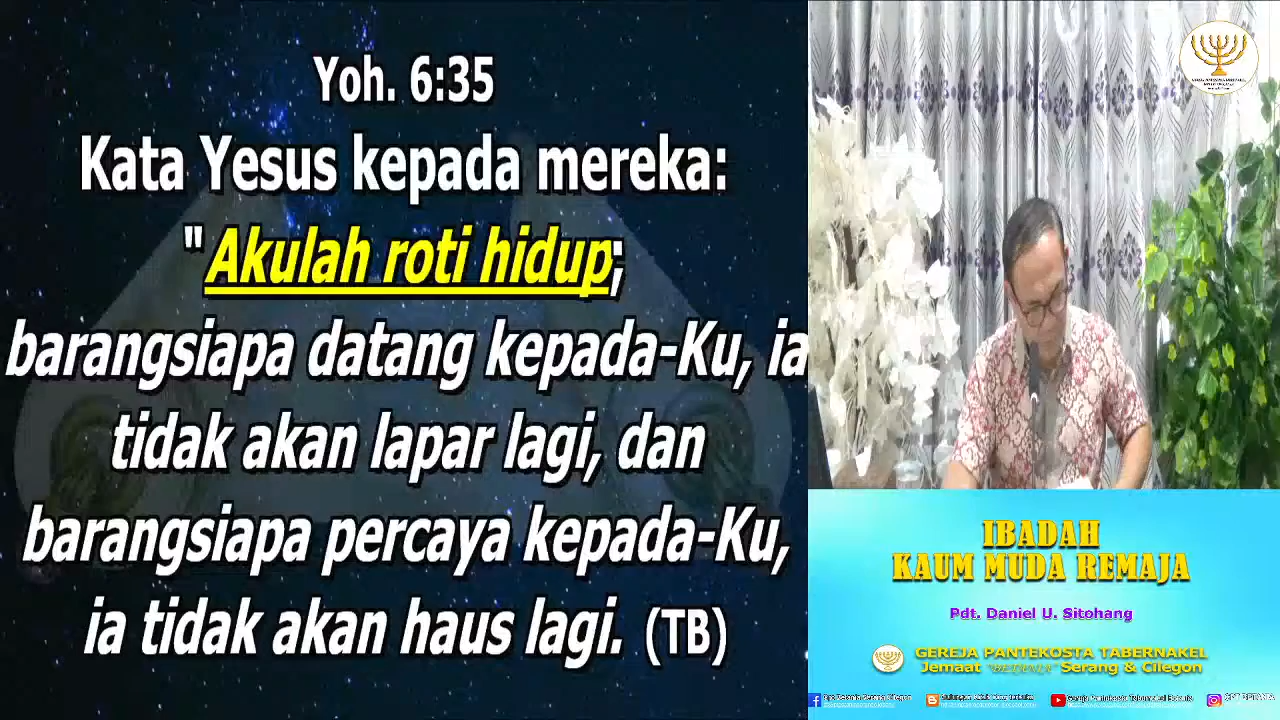 Yoh. 6:35
Kata Yesus kepada mereka:
"Akulah roti hidup;
barangsiapa datang kepada-Ku, ia
tidak akan lapar lagi, dan
barangsiapa percaya kepada-Ku,
ia tidak akan haus lagi. (TB)
IBADAH
KAUM MUDA REMAJA
Pdt. Daniel U. Sitohang
GEREJA PANTEKOSTA TABERNAKEL
Jemaat "BETANIA" Serang & Cilegon